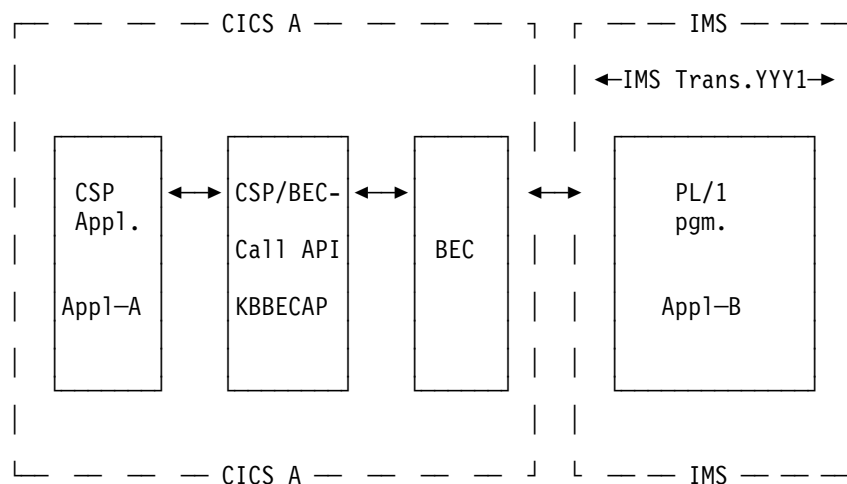 CICS A IMS
IMS Trans.YYY1
CSP CSP/BEC- PL/1
Appl. pgm.
Call API BEC
Appl—A KBBECAP Appl—B
CICS A IMS